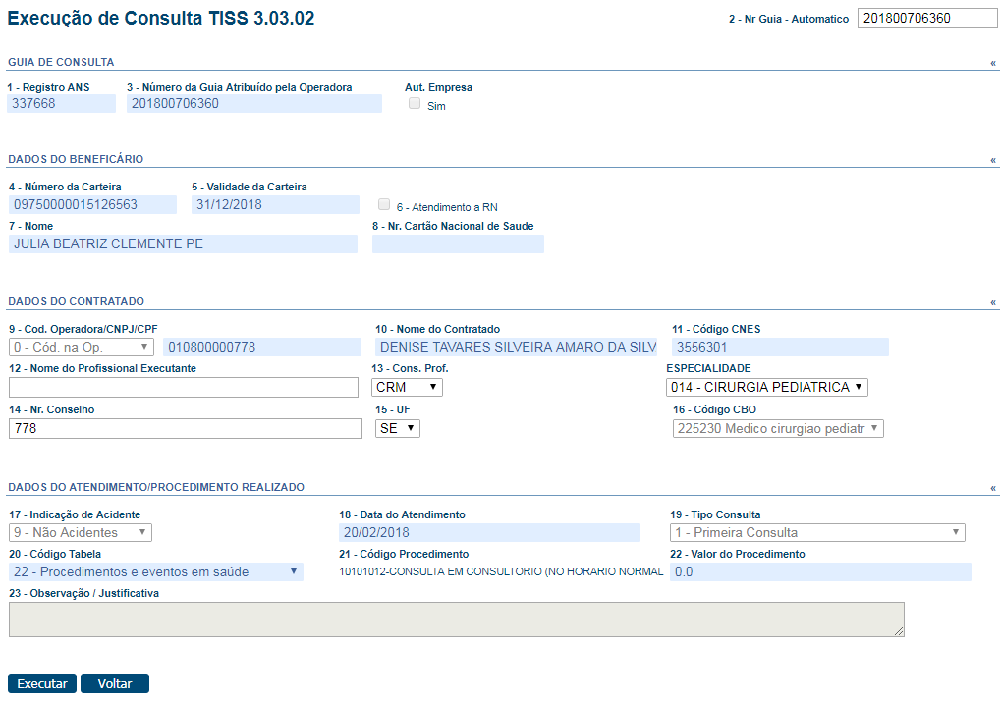 Execução de Consulta TISS 3.03.02
2 - Nr Guia - Automatico 201800706360
GUIA DE CONSULTA «
1 - Registro ANS 3 - Número da Guia Atribuído pela Operadora Aut. Empresa
337668 201800706360 Sim
DADOS DO BENEFICÁRIO «
4 - Número da Carteira 5 - Validade da Carteira
09750000015126563 31/12/2018 6 - Atendimento a RN
7 - Nome 8 - Nr. Cartão Nacional de Saude
JULIA BEATRIZ CLEMENTE PE
DADOS DO CONTRATADO «
9 - Cod. Operadora/CNPJ/CPF 10 - Nome do Contratado 11 - Código CNES
0 - Cód. na Op. 010800000778 DENISE TAVARES SILVEIRA AMARO DA SILV 3556301
12 - Nome do Profissional Executante 13 - Cons. Prof. ESPECIALIDADE
CRM 014 - CIRURGIA PEDIATRICA
14 - Nr. Conselho 15 - UF 16 - Código CBO
778 SE 225230 Medico cirurgiao pediatr
DADOS DO ATENDIMENTO/PROCEDIMENTO REALIZADO «
17 - Indicação de Acidente 18 - Data do Atendimento 19 - Tipo Consulta
9 - Não Acidentes 20/02/2018 1 - Primeira Consulta
20 - Código Tabela 21 - Código Procedimento 22 - Valor do Procedimento
22 - Procedimentos e eventos em saúde 10101012-CONSULTA EM CONSULTORIO (NO HORARIO NORMAL 0.0
23 - Observação / Justificativa
Executar Voltar